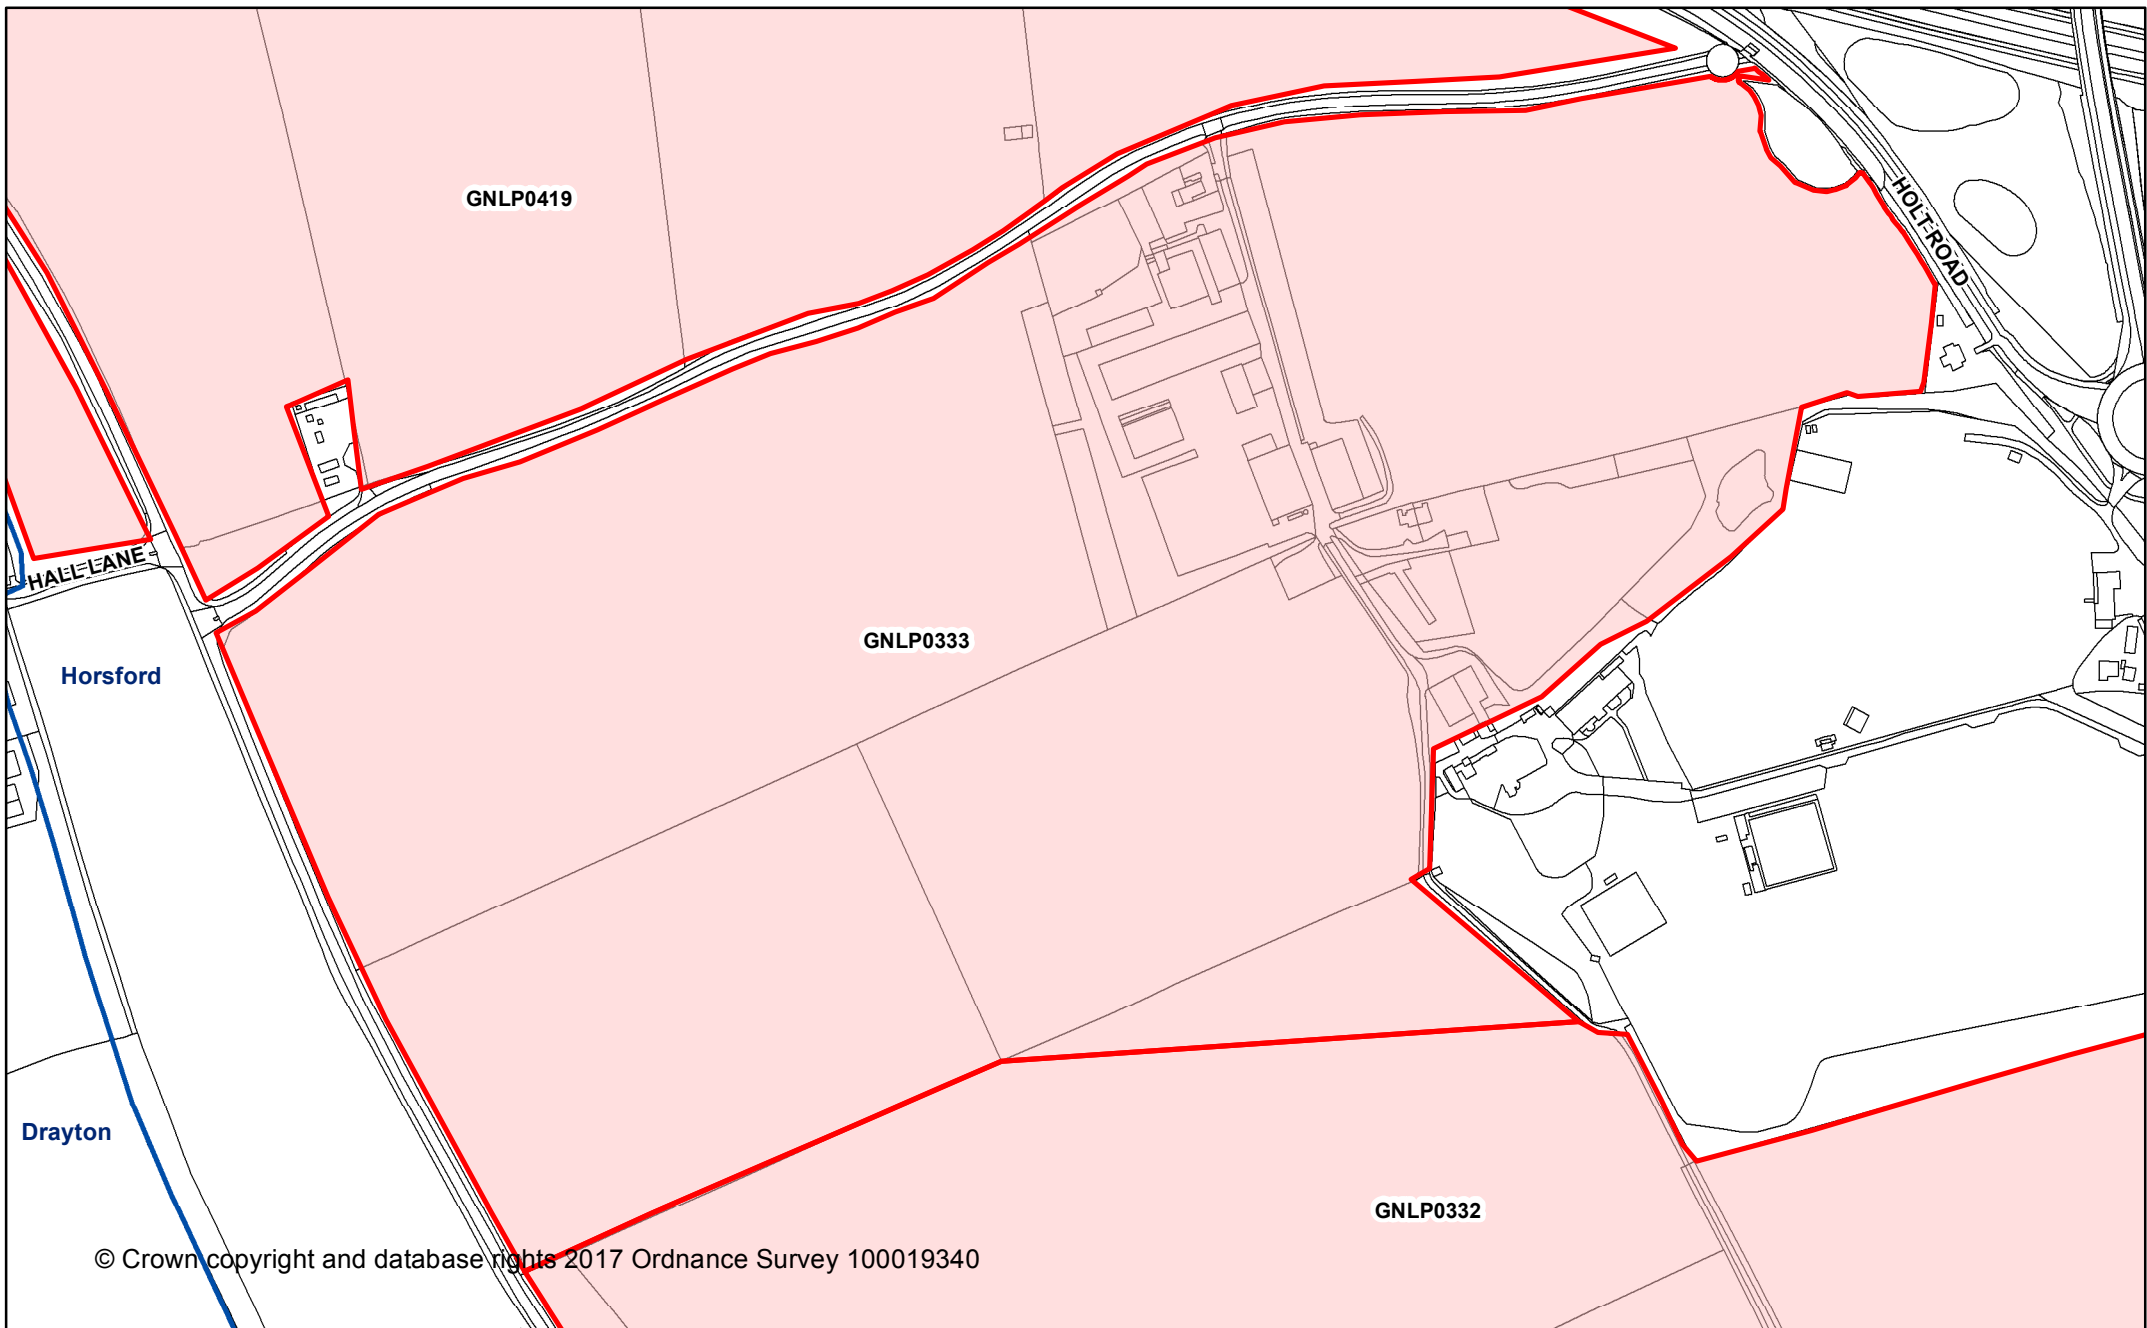 GNLP0419
HOLT ROAD
HALL LANE
GNLP0333
Horsford
Drayton
GNLP0332
© Crown copyright and database rights 2017 Ordnance Survey 100019340